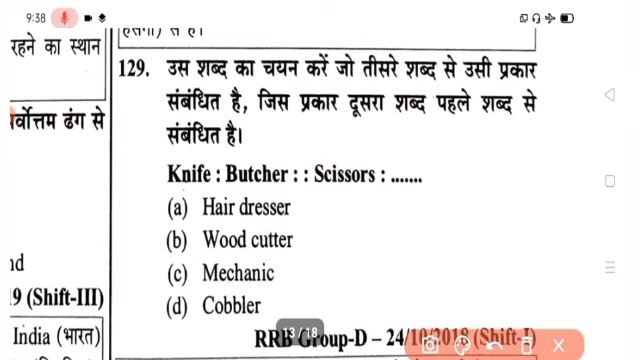 9:38
हसता) से है।
रहने का स्थान
र्वोत्तम ढंग से
nd
9 (Shift-III)
India (भारत)
129. उस शब्द का चयन करें जो तीसरे शब्द से उसी प्रकार
संबंधित है, जिस प्रकार दूसरा शब्द पहले शब्द से
संबंधित है।
Knife : Butcher : : Scissors : .......
(a) Hair dresser
(b) Wood cutter
(c) Mechanic
(d) Cobbler
13 / 18
RRB Group-D – 24/10/2018 (Shift-I)